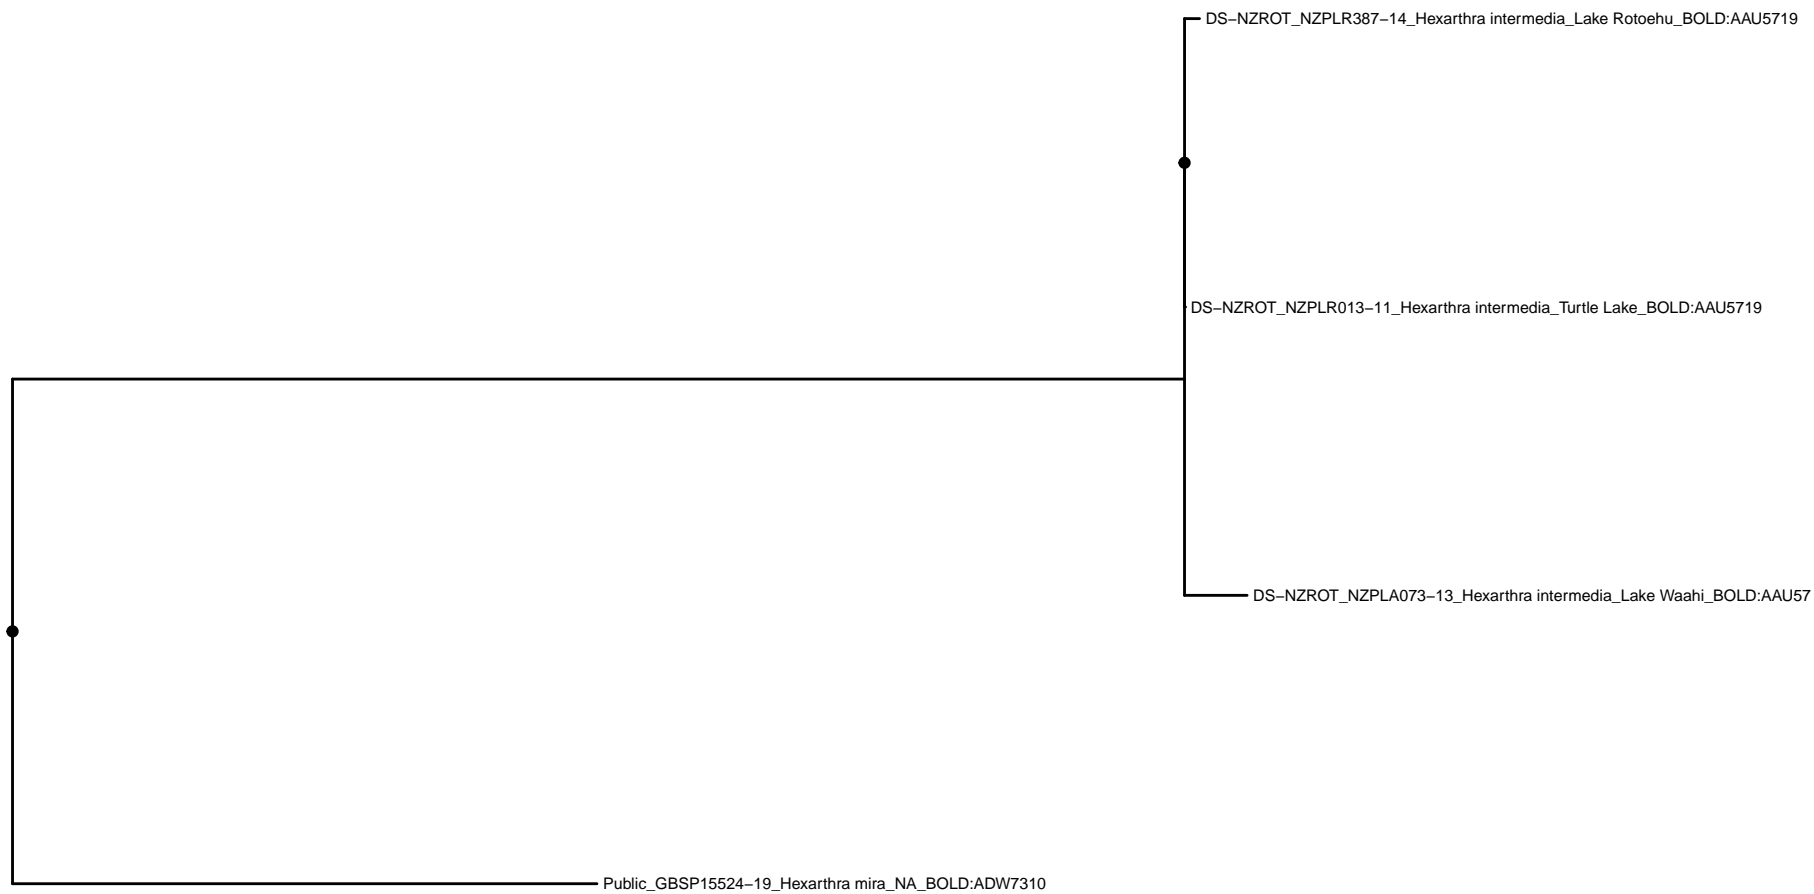 DS−NZROT_NZPLR387−14_Hexarthra intermedia_Lake Rotoehu_BOLD:AAU5719
DS−NZROT_NZPLR013−11_Hexarthra intermedia_Turtle Lake_BOLD:AAU5719
DS−NZROT_NZPLA073−13_Hexarthra intermedia_Lake Waahi_BOLD:AAU57
Public_GBSP15524−19_Hexarthra mira_NA_BOLD:ADW7310